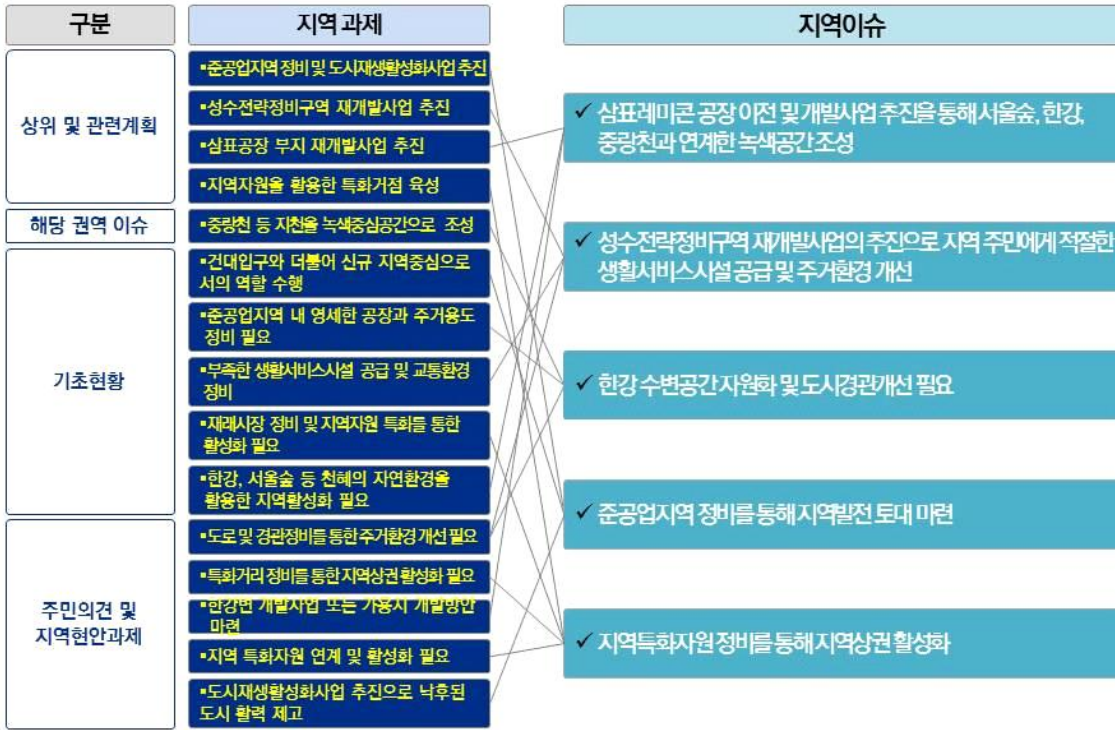 구분
지역 과제
지역이슈
상위 및 관련계획
▪준공업지역 정비 및 도시재생활성화사업 추진
▪성수전략정비구역 재개발사업 추진
▪삼표공장 부지 재개발사업 추진
▪지역자원을 활용한 특화거점 육성
해당 권역 이슈
▪중랑천 등 지천을 녹색중심공간으로 조성
기초현황
▪건대입구와 더불어 신규 지역중심으로
서의 역할 수행
▪준공업지역 내 영세한 공장과 주거용도
정비 필요
▪부족한 생활서비스시설 공급 및 교통환경
정비
▪재래시장 정비 및 지역자원 특화를 통한
활성화 필요
▪한강, 서울숲 등 천혜의 자연환경을
활용한 지역활성화 필요
주민의견 및
지역현안과제
▪도로 및 경관정비를 통한 주거환경 개선 필요
▪특화거리 정비를 통한 지역상권 활성화 필요
▪한강변 개발사업 또는 가용지 개발방안
마련
▪지역 특화자원 연계 및 활성화 필요
▪도시재생활성화사업 추진으로 낙후된
도시 활력 제고
✓ 삼표레미콘 공장 이전 및 개발사업 추진을 통해 서울숲, 한강,
중랑천과 연계한 녹색공간 조성
✓ 성수전략정비구역 재개발사업의 추진으로 지역 주민에게 적절한
생활서비스시설 공급 및 주거환경 개선
✓ 한강 수변공간 자원화 및 도시경관개선 필요
✓ 준공업지역 정비를 통해 지역발전 토대 마련
✓ 지역특화자원 정비를 통해 지역상권 활성화